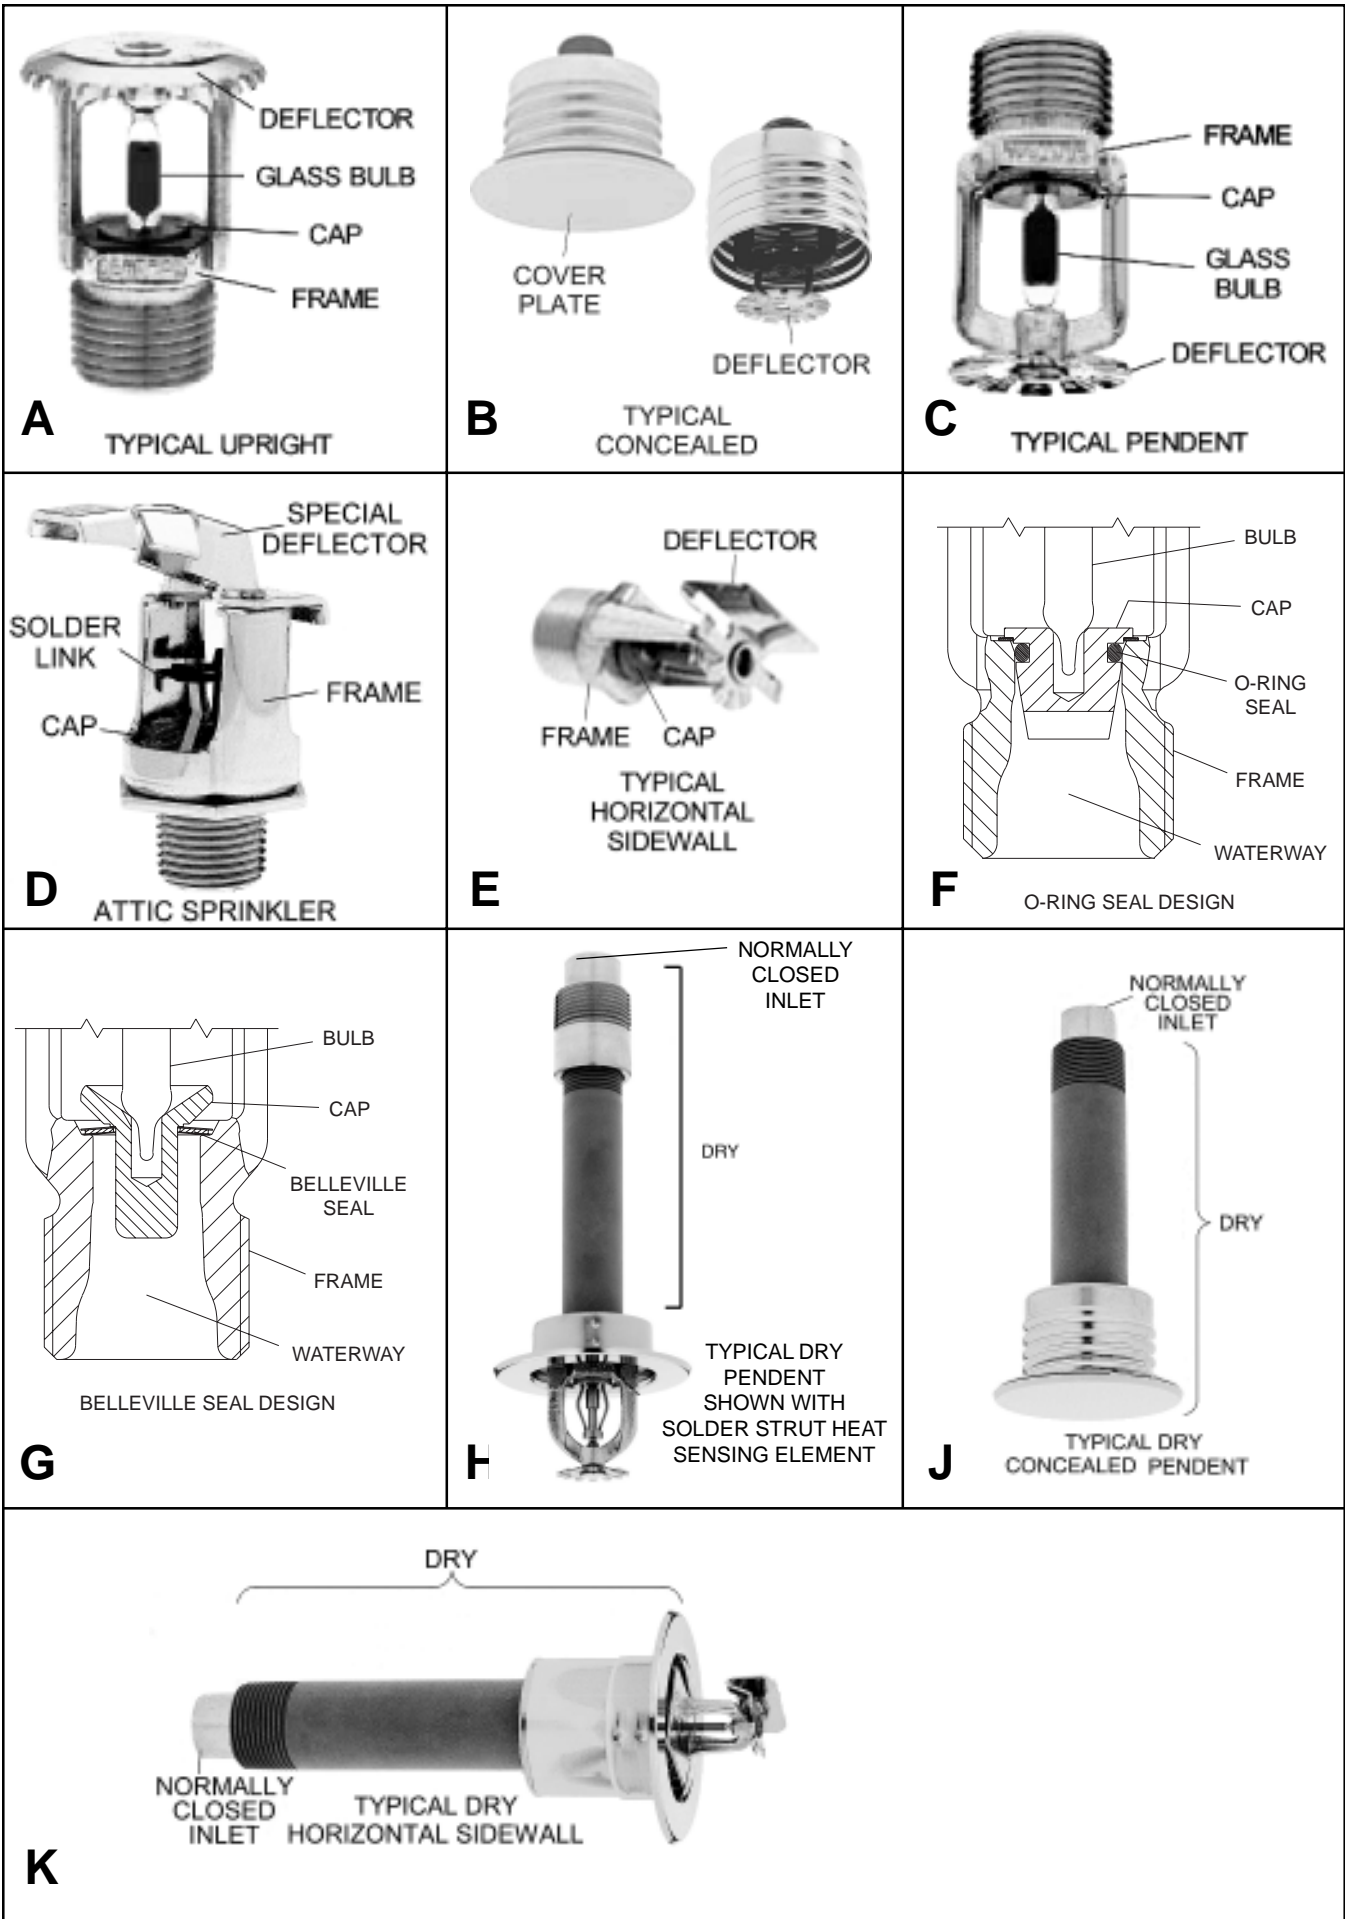 DEFLECTOR
GLASS BULB
CAP
FRAME
A
TYPICAL UPRIGHT
COVER
PLATE
DEFLECTOR
B
TYPICAL
CONCEALED
FRAME
CAP
GLASS
BULB
DEFLECTOR
C
TYPICAL PENDENT
SPECIAL
DEFLECTOR
SOLDER
LINK
FRAME
CAP
D
ATTIC SPRINKLER
DEFLECTOR
FRAME
CAP
TYPICAL
HORIZONTAL
SIDEWALL
E
BULB
CAP
O-RING
SEAL
FRAME
WATERWAY
F
O-RING SEAL DESIGN
BULB
CAP
BELLEVILLE
SEAL
FRAME
WATERWAY
BELLEVILLE SEAL DESIGN
G
NORMALLY
CLOSED
INLET
DRY
TYPICAL DRY
PENDENT
SHOWN WITH
SOLDER STRUT HEAT
SENSING ELEMENT
H
NORMALLY
CLOSED
INLET
DRY
TYPICAL DRY
CONCEALED PENDENT
J
DRY
NORMALLY
CLOSED
INLET
TYPICAL DRY
HORIZONTAL SIDEWALL
K